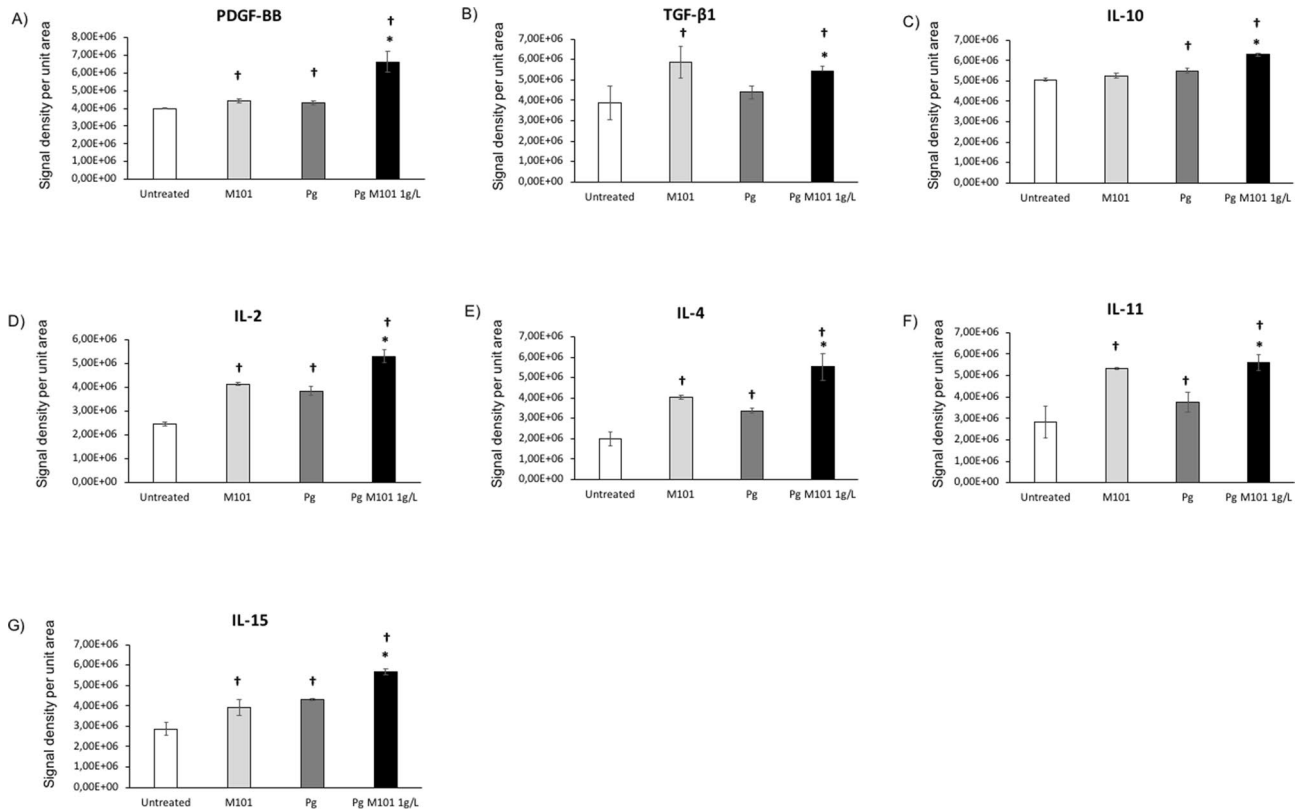 A)
PDGF-BB
Signal density per unit area
8,00E+06
7,00E+06
6,00E+06
5,00E+06
4,00E+06
3,00E+06
2,00E+06
1,00E+06
0,00E+00
†
†
†
*
Untreated M101 Pg Pg M101 1g/L
B)
TGF-β1
Signal density per unit area
7,00E+06
6,00E+06
5,00E+06
4,00E+06
3,00E+06
2,00E+06
1,00E+06
0,00E+00
†
†
*
Untreated M101 Pg Pg M101 1g/L
C)
IL-10
Signal density per unit area
7,00E+06
6,00E+06
5,00E+06
4,00E+06
3,00E+06
2,00E+06
1,00E+06
0,00E+00
†
†
*
Untreated M101 Pg Pg M101 1g/L
D)
IL-2
Signal density per unit area
6,00E+06
5,00E+06
4,00E+06
3,00E+06
2,00E+06
1,00E+06
0,00E+00
†
†
†
*
Untreated M101 Pg Pg M101 1g/L
E)
IL-4
Signal density per unit area
7,00E+06
6,00E+06
5,00E+06
4,00E+06
3,00E+06
2,00E+06
1,00E+06
0,00E+00
†
†
†
*
Untreated M101 Pg Pg M101 1g/L
F)
IL-11
Signal density per unit area
7,00E+06
6,00E+06
5,00E+06
4,00E+06
3,00E+06
2,00E+06
1,00E+06
0,00E+00
†
†
†
*
Untreated M101 Pg Pg M101 1g/L
G)
IL-15
Signal density per unit area
7,00E+06
6,00E+06
5,00E+06
4,00E+06
3,00E+06
2,00E+06
1,00E+06
0,00E+00
†
†
†
*
Untreated M101 Pg Pg M101 1g/L